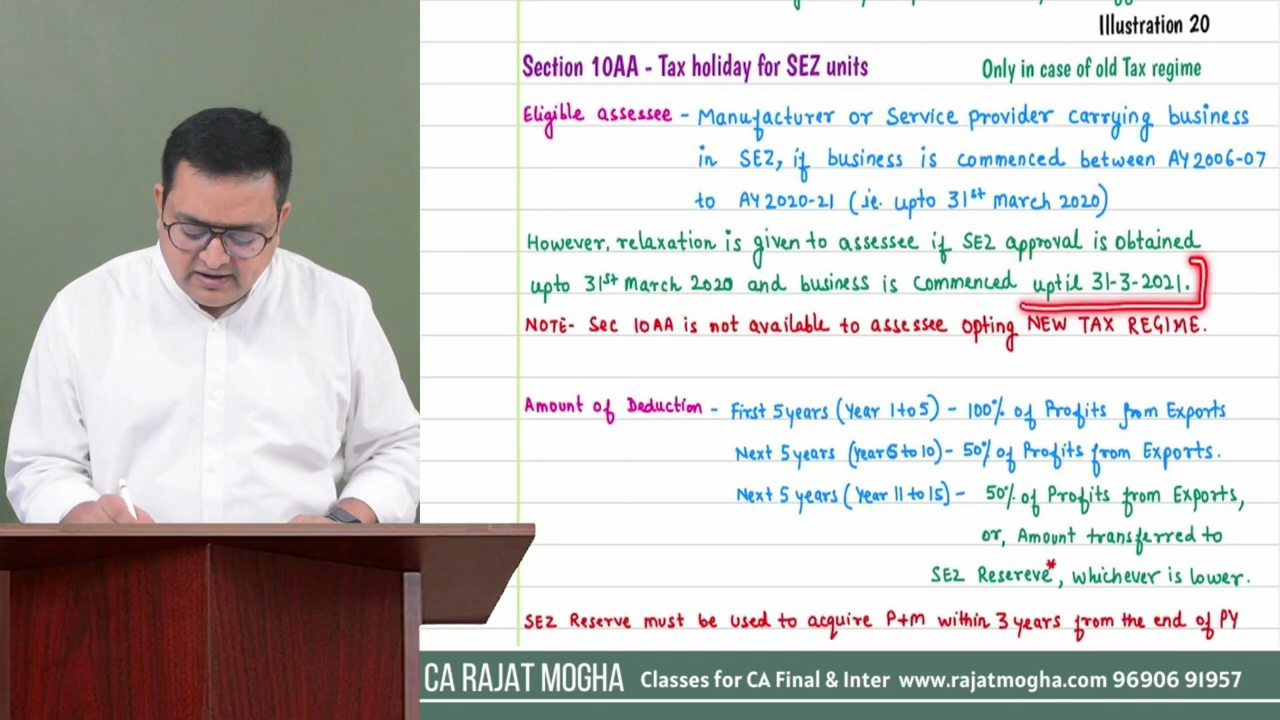 Illustration 20
Section 10AA - Tax holiday for SEZ units
Only in case of old Tax regime
Eligible assessee - Manufacturer or Service provider carrying business
in SEZ, if business is commenced between AY 2006-07
to AY 2020-21 (ie. upto 31st march 2020)
However, relaxation is given to assessee if SEZ approval is obtained
upto 31st march 2020 and business is commenced uptil 31-3-2021.
NOTE- Sec 10AA is not available to assessee opting NEW TAX REGIME.
Amount of Deduction - First 5 years (Year 1 to 5) - 100% of Profits from Exports
Next 5 years (Year 6 to 10) - 50% of Profits from Exports.
Next 5 years (Year 11 to 15) - 50% of Profits from Exports,
or, Amount transferred to
SEZ Resereve*, whichever is lower.
SEZ Reserve must be used to acquire P+M within 3 years from the end of PY
CA RAJAT MOGHA Classes for CA Final & Inter www.rajatmogha.com 96906 91957